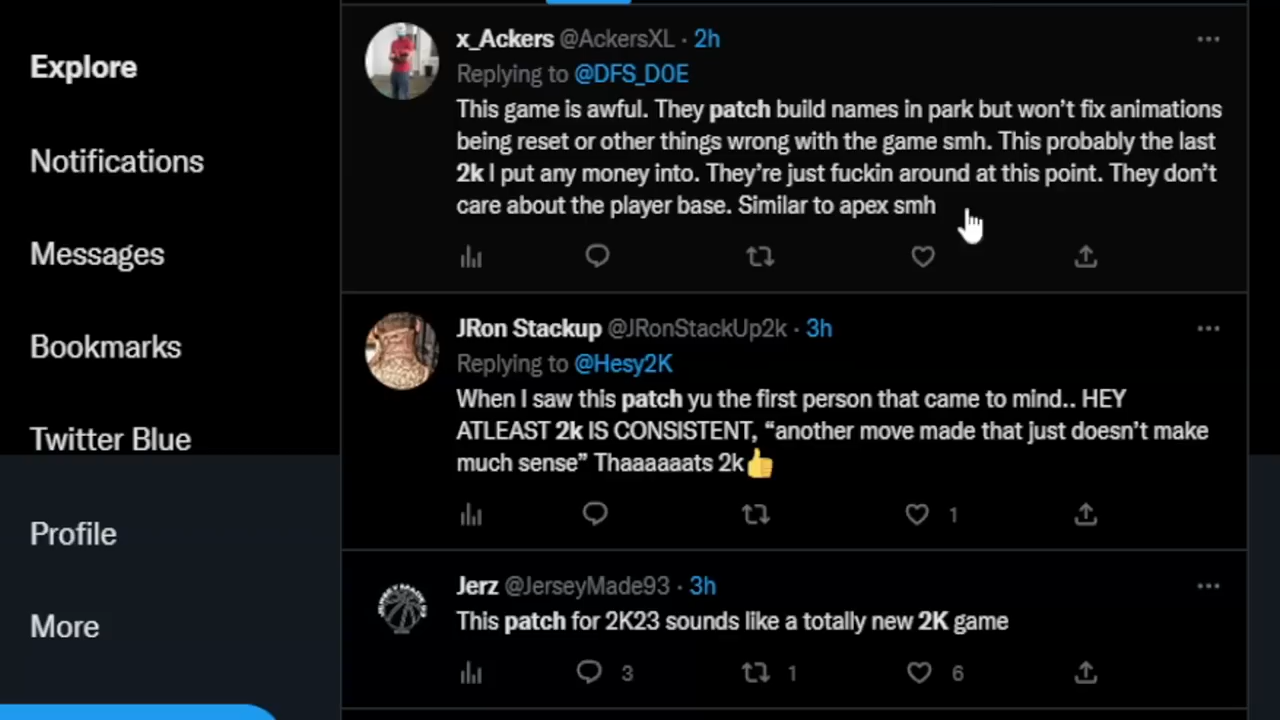 Explore
Notifications
Messages
Bookmarks
Twitter Blue
Profile
More
x_Ackers @AckersXL · 2h
Replying to @DFS_D0E
This game is awful. They patch build names in park but won't fix animations
being reset or other things wrong with the game smh. This probably the last
2k I put any money into. They're just fuckin around at this point. They don't
care about the player base. Similar to apex smh
JRon Stackup @JRonStackUp2k · 3h
Replying to @Hesy2K
When I saw this patch yu the first person that came to mind.. HEY
ATLEAST 2k IS CONSISTENT, “another move made that just doesn't make
much sense” Thaaaaaats 2k👍
1
Jerz @JerseyMade93 · 3h
This patch for 2K23 sounds like a totally new 2K game
3 1 6